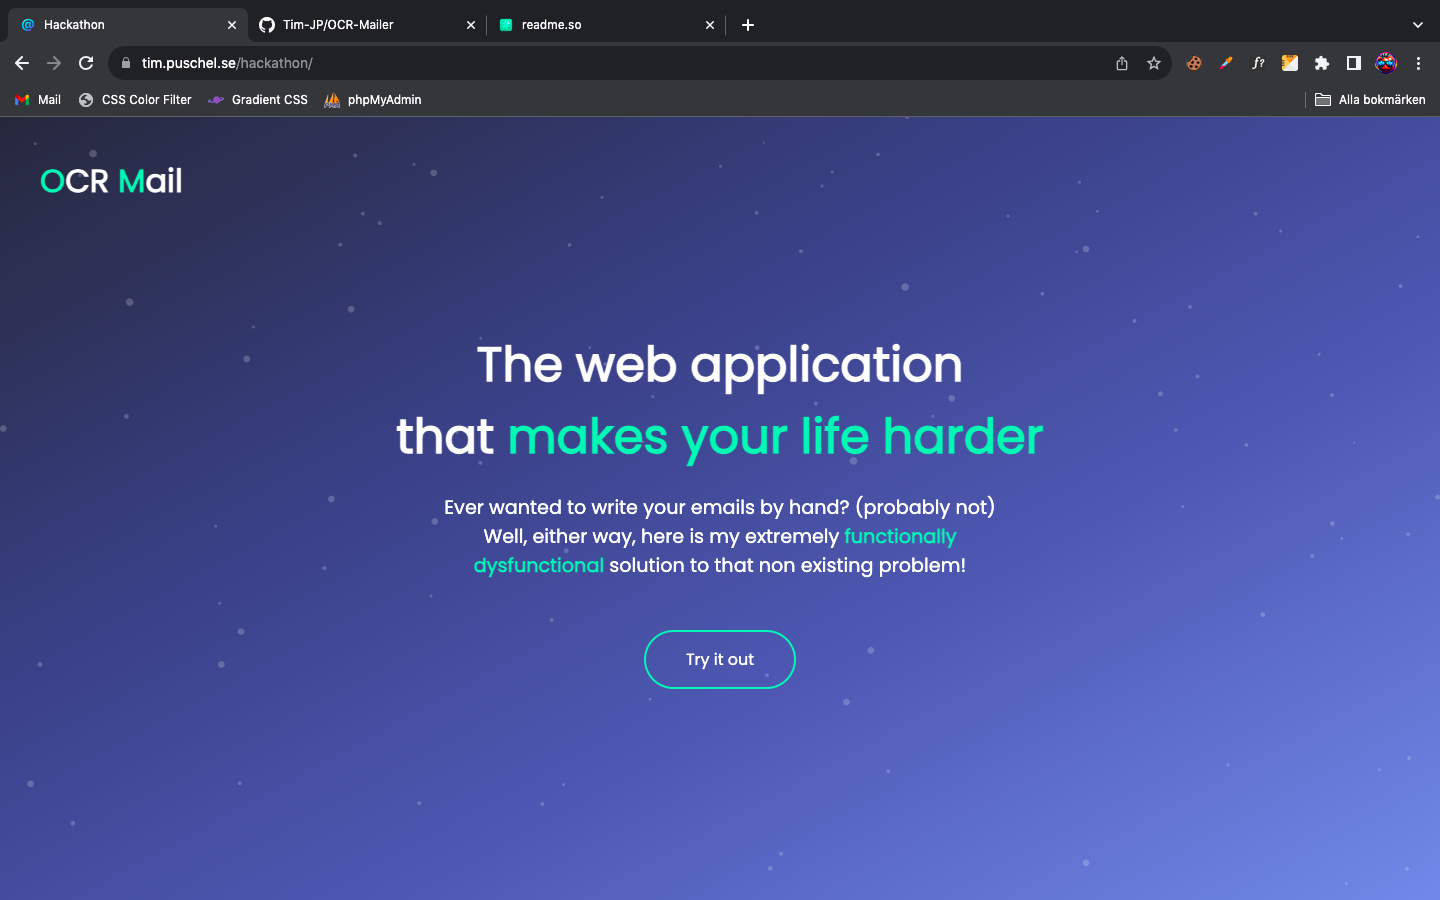 Hackathon
Tim-JP/OCR-Mailer
readme.so
tim.puschel.se/hackathon/
f?
Mail
CSS Color Filter
Gradient CSS
phpMyAdmin
Alla bokmärken
OCR Mail
The web application
that makes your life harder
Ever wanted to write your emails by hand? (probably not)
Well, either way, here is my extremely functionally
dysfunctional solution to that non existing problem!
Try it out